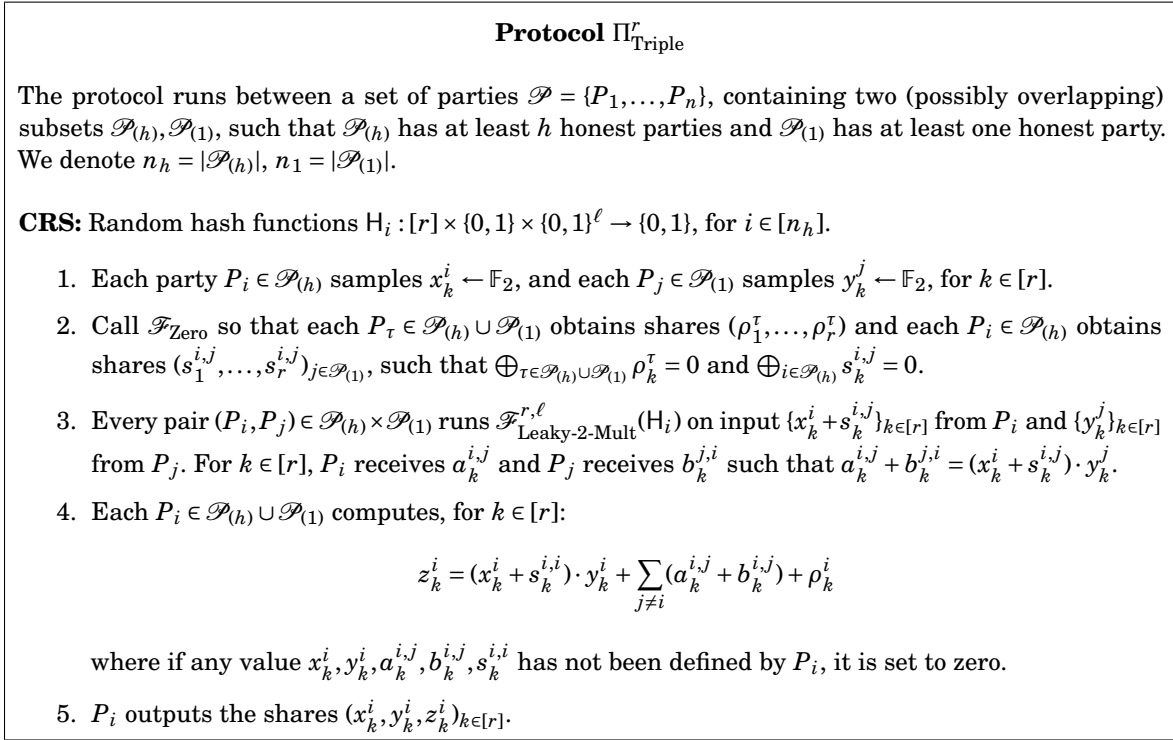 Protocol Π^r_Triple
The protocol runs between a set of parties 𝒫 = {P_1,…,P_n}, containing two (possibly overlapping)
subsets 𝒫_(h), 𝒫_(1), such that 𝒫_(h) has at least h honest parties and 𝒫_(1) has at least one honest party.
We denote n_h = |𝒫_(h)|, n_1 = |𝒫_(1)|.
CRS: Random hash functions H_i : [r] × {0,1} × {0,1}^ℓ → {0,1}, for i ∈ [n_h].
1. Each party P_i ∈ 𝒫_(h) samples x^i_k ← 𝔽_2, and each P_j ∈ 𝒫_(1) samples y^j_k ← 𝔽_2, for k ∈ [r].
2. Call ℱ_Zero so that each P_τ ∈ 𝒫_(h) ∪ 𝒫_(1) obtains shares (ρ^τ_1,…,ρ^τ_r) and each P_i ∈ 𝒫_(h) obtains
shares (s^{i,j}_1,…,s^{i,j}_r)_{j∈𝒫_(1)}, such that ⊕_{τ∈𝒫_(h)∪𝒫_(1)} ρ^τ_k = 0 and ⊕_{i∈𝒫_(h)} s^{i,j}_k = 0.
3. Every pair (P_i, P_j) ∈ 𝒫_(h) × 𝒫_(1) runs ℱ^{r,ℓ}_Leaky-2-Mult(H_i) on input {x^i_k + s^{i,j}_k}_{k∈[r]} from P_i and {y^j_k}_{k∈[r]}
from P_j. For k ∈ [r], P_i receives a^{i,j}_k and P_j receives b^{j,i}_k such that a^{i,j}_k + b^{j,i}_k = (x^i_k + s^{i,j}_k) · y^j_k.
4. Each P_i ∈ 𝒫_(h) ∪ 𝒫_(1) computes, for k ∈ [r]:
z^i_k = (x^i_k + s^{i,i}_k) · y^i_k + ∑_{j≠i} (a^{i,j}_k + b^{i,j}_k) + ρ^i_k
where if any value x^i_k, y^i_k, a^{i,j}_k, b^{i,j}_k, s^{i,i}_k has not been defined by P_i, it is set to zero.
5. P_i outputs the shares (x^i_k, y^i_k, z^i_k)_{k∈[r]}.